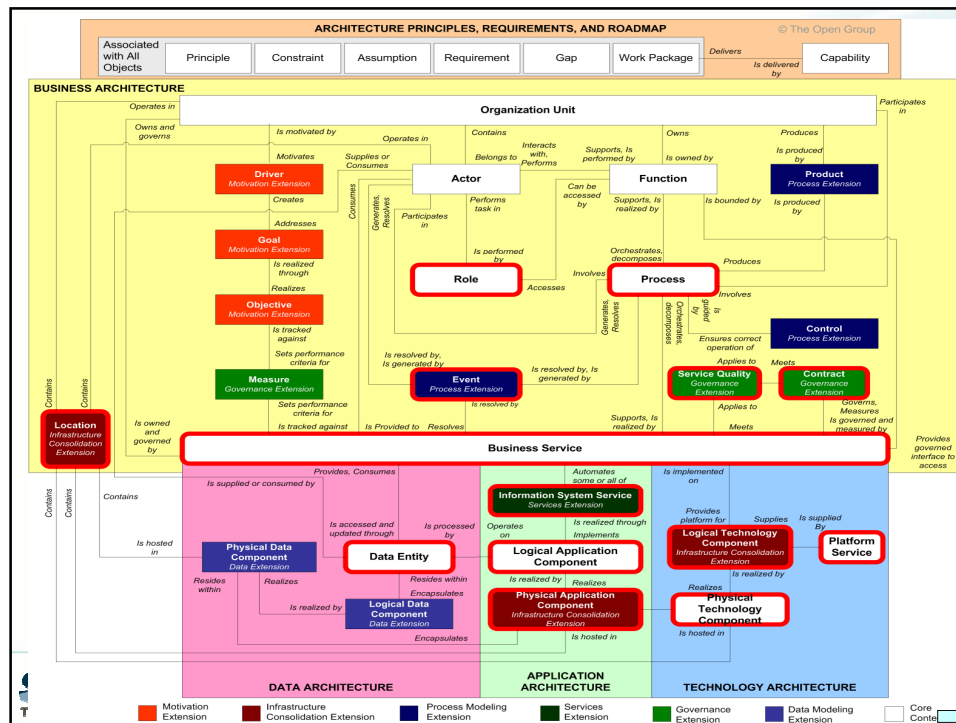 ARCHITECTURE PRINCIPLES, REQUIREMENTS, AND ROADMAP
© The Open Group
Associated
with All
Objects
Principle
Constraint
Assumption
Requirement
Gap
Work Package
Delivers
Is delivered
by
Capability
BUSINESS ARCHITECTURE
Operates in
Organization Unit
Participates
in
Owns and
governs
Is motivated by
Operates in
Contains
Interacts
with,
Performs
Owns
Produces
Motivates
Supplies or
Consumes
Belongs to
Supports, Is
performed by
Is owned by
Is produced
by
Driver
Motivation Extension
Actor
Function
Product
Process Extension
Creates
Consumes
Generates,
Resolves
Performs
task in
Can be
accessed
by
Supports, Is
realized by
Is bounded by
Is produced
by
Participates
in
Addresses
Goal
Motivation Extension
Is realized
through
Is performed
by
Orchestrates,
decomposes
Produces
Role
Accesses
Involves
Process
Realizes
Involves
Objective
Motivation Extension
Generates,
Resolves
Orchestrates,
decomposes
Is
guided
by
Control
Process Extension
Is tracked
against
Ensures correct
operation of
Sets performance
criteria for
Is resolved by,
Is generated by
Is resolved by, Is
generated by
Applies to
Meets
Measure
Governance Extension
Event
Process Extension
Service Quality
Governance
Extension
Contract
Governance
Extension
Contains
Contains
Sets performance
criteria for
Is resolved by
Applies to
Governs,
Measures
Location
Infrastructure
Consolidation
Extension
Is owned
and
governed
by
Is tracked against
Is Provided to
Resolves
Supports, Is
realized by
Meets
Is governed and
measured by
Business Service
Provides
governed
interface to
access
Provides, Consumes
Automates
some or all of
Is implemented
on
Is supplied or consumed by
Contains
Contains
Contains
Information System Service
Services Extension
Provides
platform for
Supplies
Is supplied
By
Is accessed and
updated through
Is processed
by
Operates
on
Is realized through
Implements
Is hosted
in
Physical Data
Component
Data Extension
Data Entity
Logical Application
Component
Logical Technology
Component
Infrastructure Consolidation
Extension
Platform
Service
Resides
within
Realizes
Resides within
Is realized by
Realizes
Is realized by
Encapsulates
Realizes
Is realized by
Logical Data
Component
Data Extension
Physical Application
Component
Infrastructure Consolidation
Extension
Physical
Technology
Component
Encapsulates
Is hosted in
Is hosted in
DATA ARCHITECTURE
APPLICATION
ARCHITECTURE
TECHNOLOGY ARCHITECTURE
Motivation
Extension
Infrastructure
Consolidation Extension
Process Modeling
Extension
Services
Extension
Governance
Extension
Data Modeling
Extension
Core